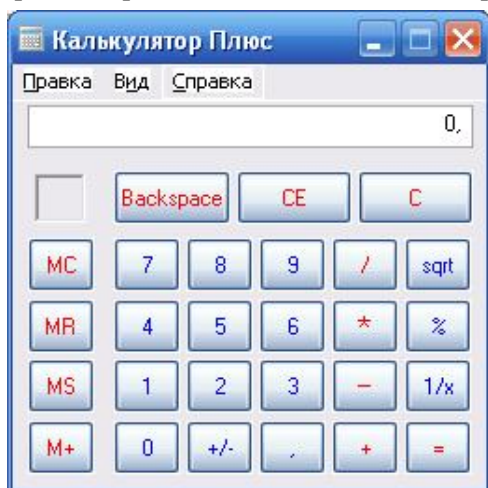 Калькулятор Плюс
Правка Вид Справка
0,
Backspace CE C
MC 7 8 9 / sqrt
MR 4 5 6 * %
MS 1 2 3 - 1/x
M+ 0 +/- , + =